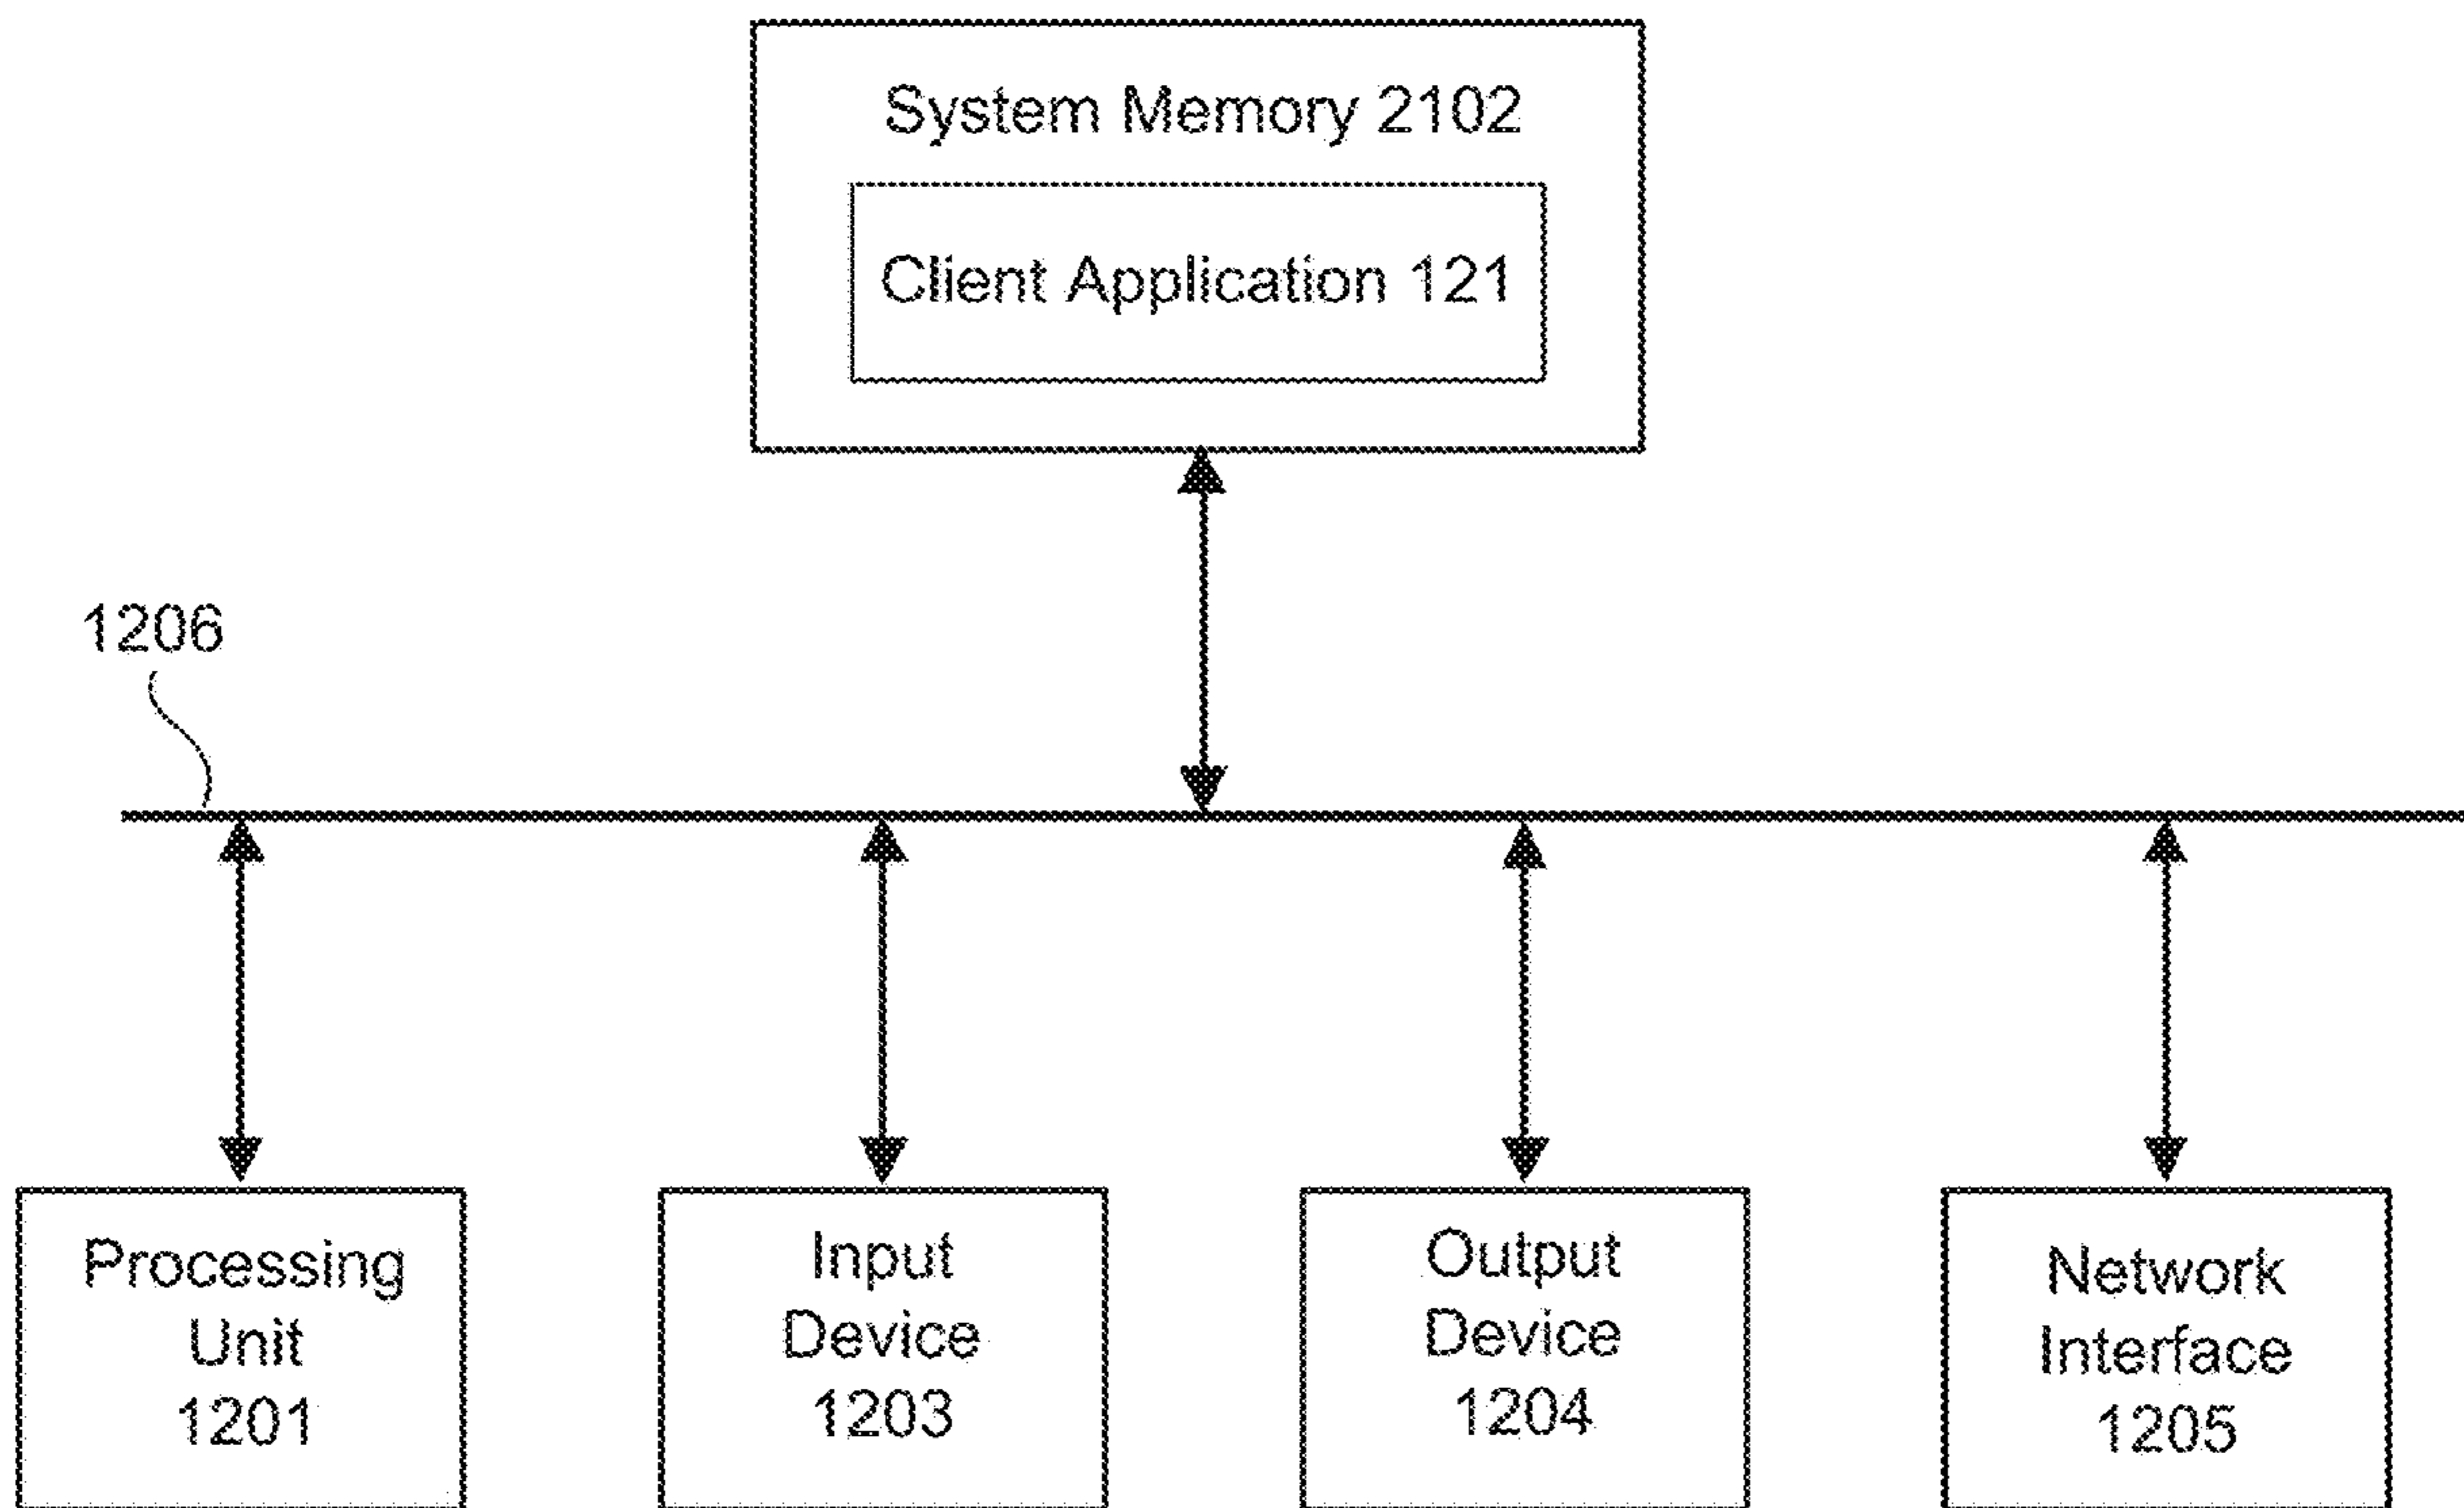 System Memory 2102
Client Application 121
1206
Processing
Unit
1201
Input
Device
1203
Output
Device
1204
Network
Interface
1205